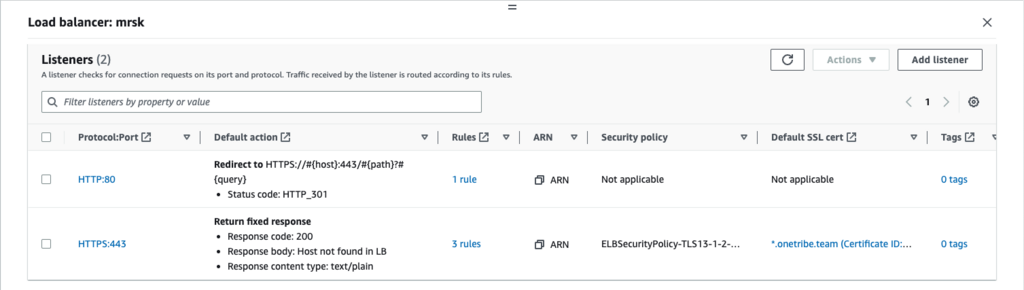 Load balancer: mrsk
Listeners (2)
A listener checks for connection requests on its port and protocol. Traffic received by the listener is routed according to its rules.
Actions
Add listener
Filter listeners by property or value
1
Protocol:Port Default action Rules ARN Security policy Default SSL cert Tags
HTTP:80
Redirect to HTTPS://#{host}:443/#{path}?#
{query}
• Status code: HTTP_301
1 rule
ARN
Not applicable
Not applicable
0 tags
HTTPS:443
Return fixed response
• Response code: 200
• Response body: Host not found in LB
• Response content type: text/plain
3 rules
ARN
ELBSecurityPolicy-TLS13-1-2-...
*.onetribe.team (Certificate ID:...
0 tags